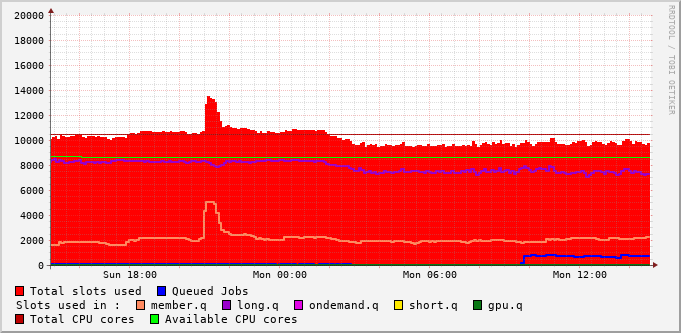 20000
18000
16000
14000
12000
10000
8000
6000
4000
2000
0
Sun 18:00 Mon 00:00 Mon 06:00 Mon 12:00
Total slots used Queued Jobs
Slots used in : member.q long.q ondemand.q short.q gpu.q
Total CPU cores Available CPU cores
RRDTOOL / TOBI OETIKER